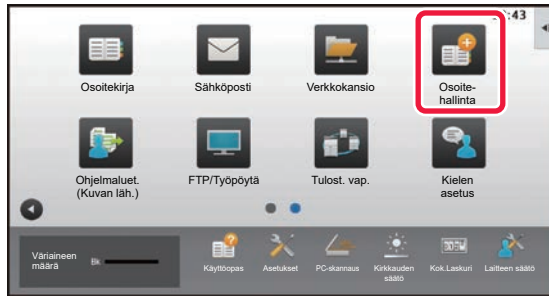 :43
Osoitekirja
Sähköposti
Verkkokansio
Osoite-
hallinta
Ohjelmaluet.
(Kuvan läh.)
FTP/Työpöytä
Tulost. vap.
Kielen
asetus
Väriaineen
määrä
Bk
Käyttöopas
Asetukset
PC-skannaus
Kirkkauden
säätö
Kok.Laskuri
Laitteen säätö